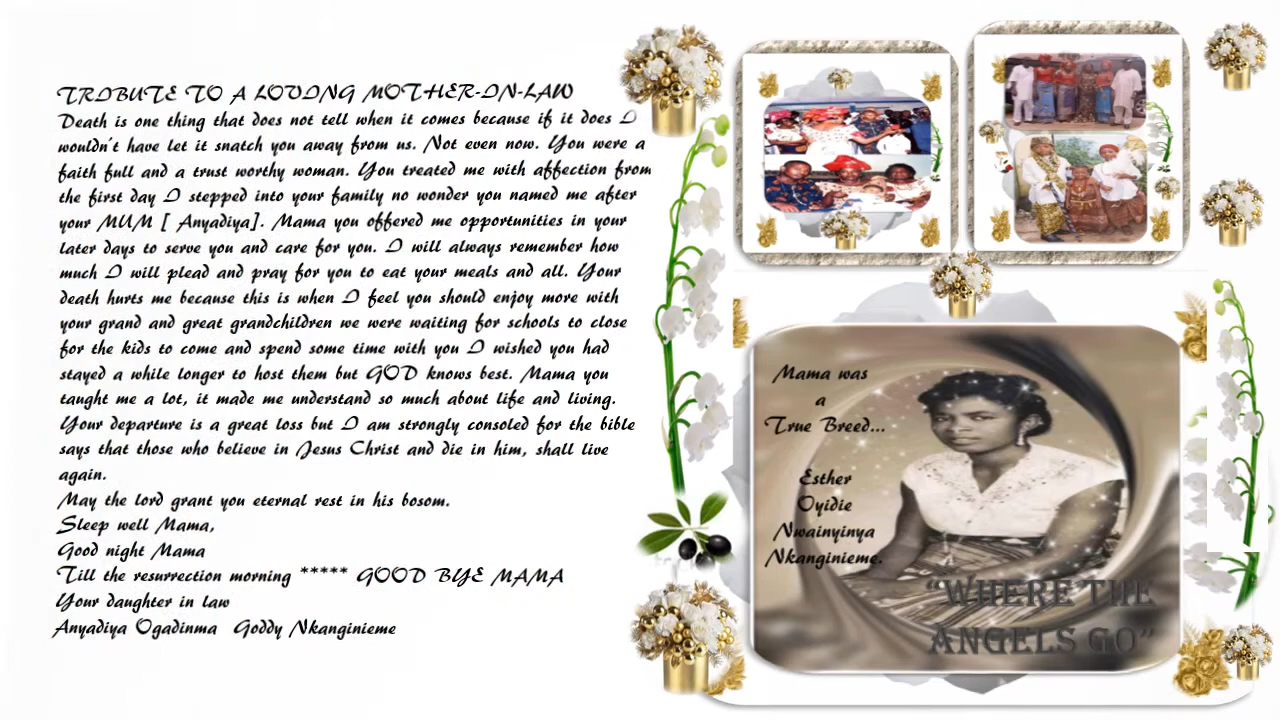 TRIBUTE TO A LOVING MOTHER-IN-LAW
Death is one thing that does not tell when it comes because if it does I
wouldn't have let it snatch you away from us. Not even now. You were a
faith full and a trust worthy woman. You treated me with affection from
the first day I stepped into your family no wonder you named me after
your MUM [ Anyadiya]. Mama you offered me opportunities in your
later days to serve you and care for you. I will always remember how
much I will plead and pray for you to eat your meals and all. Your
death hurts me because this is when I feel you should enjoy more with
your grand and great grandchildren we were waiting for schools to close
for the kids to come and spend some time with you I wished you had
stayed a while longer to host them but GOD knows best. Mama you
taught me a lot, it made me understand so much about life and living.
Your departure is a great loss but I am strongly consoled for the bible
says that those who believe in Jesus Christ and die in him, shall live
again.
May the lord grant you eternal rest in his bosom.
Sleep well Mama,
Good night Mama
Till the resurrection morning ***** GOOD BYE MAMA
Your daughter in law
Anyadiya Ogadinma Goddy Nkanginieme
Mama was
a
True Breed...
Esther
Oyidie
Nwainyinya
Nkanginieme.
"WHERE THE
ANGELS GO"